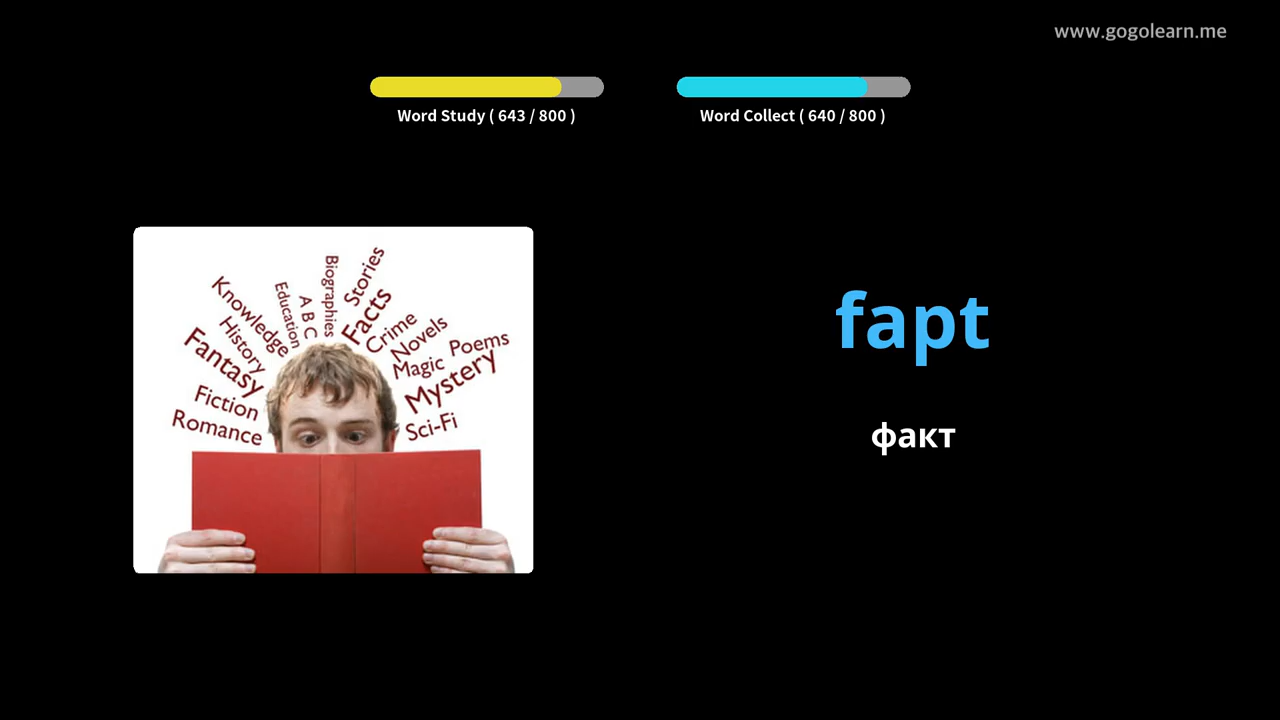 www.gogolearn.me
Word Study ( 643 / 800 )
Word Collect ( 640 / 800 )
Biographies
Stories
Education
A B C
Facts
Knowledge
Crime
History
Novels
Poems
Fantasy
Magic
Mystery
Fiction
Romance
Sci-Fi
fapt
факт